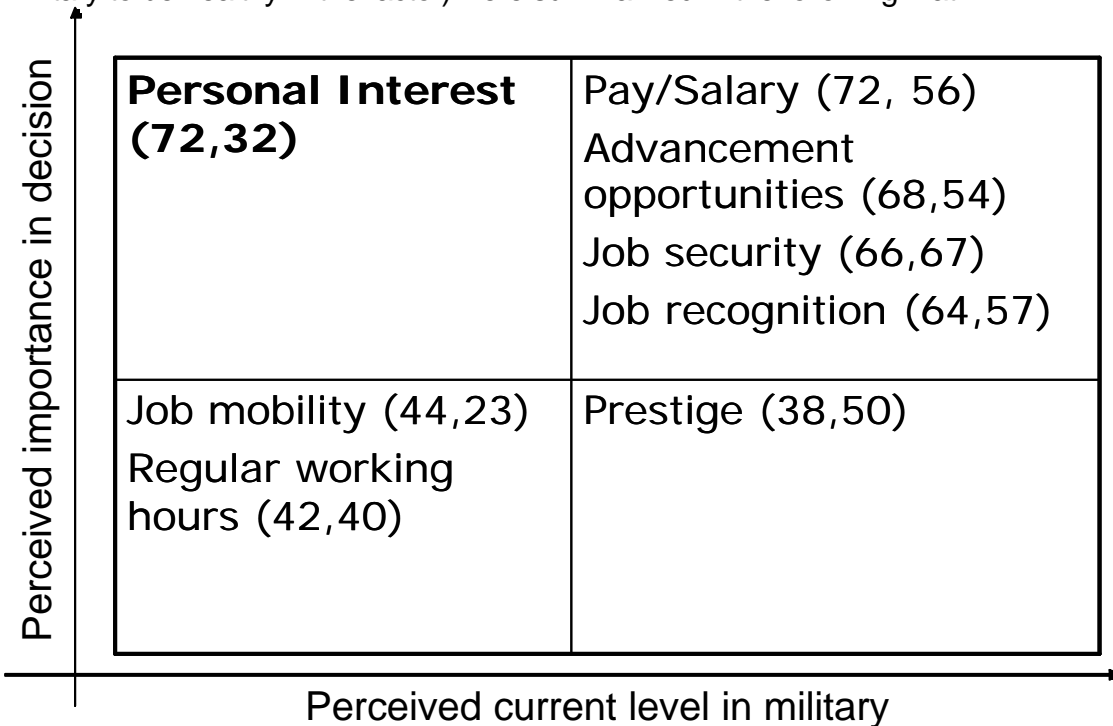 Perceived importance in decision
Personal Interest
(72,32)
Pay/Salary (72, 56)
Advancement
opportunities (68,54)
Job security (66,67)
Job recognition (64,57)
Job mobility (44,23)
Regular working
hours (42,40)
Prestige (38,50)
Perceived current level in military